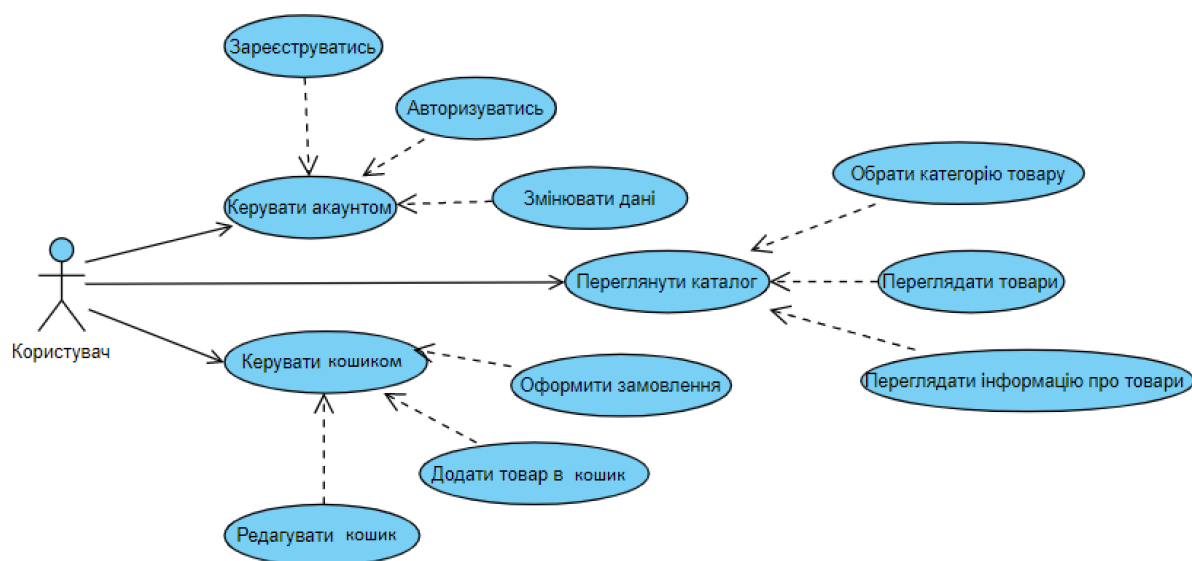 Зареєструватись
Авторизуватись
Обрати категорію товару
Змінювати дані
Керувати акаунтом
Переглянути каталог
Переглядати товари
Користувач
Керувати кошиком
Оформити замовлення
Переглядати інформацію про товари
Додати товар в кошик
Редагувати кошик